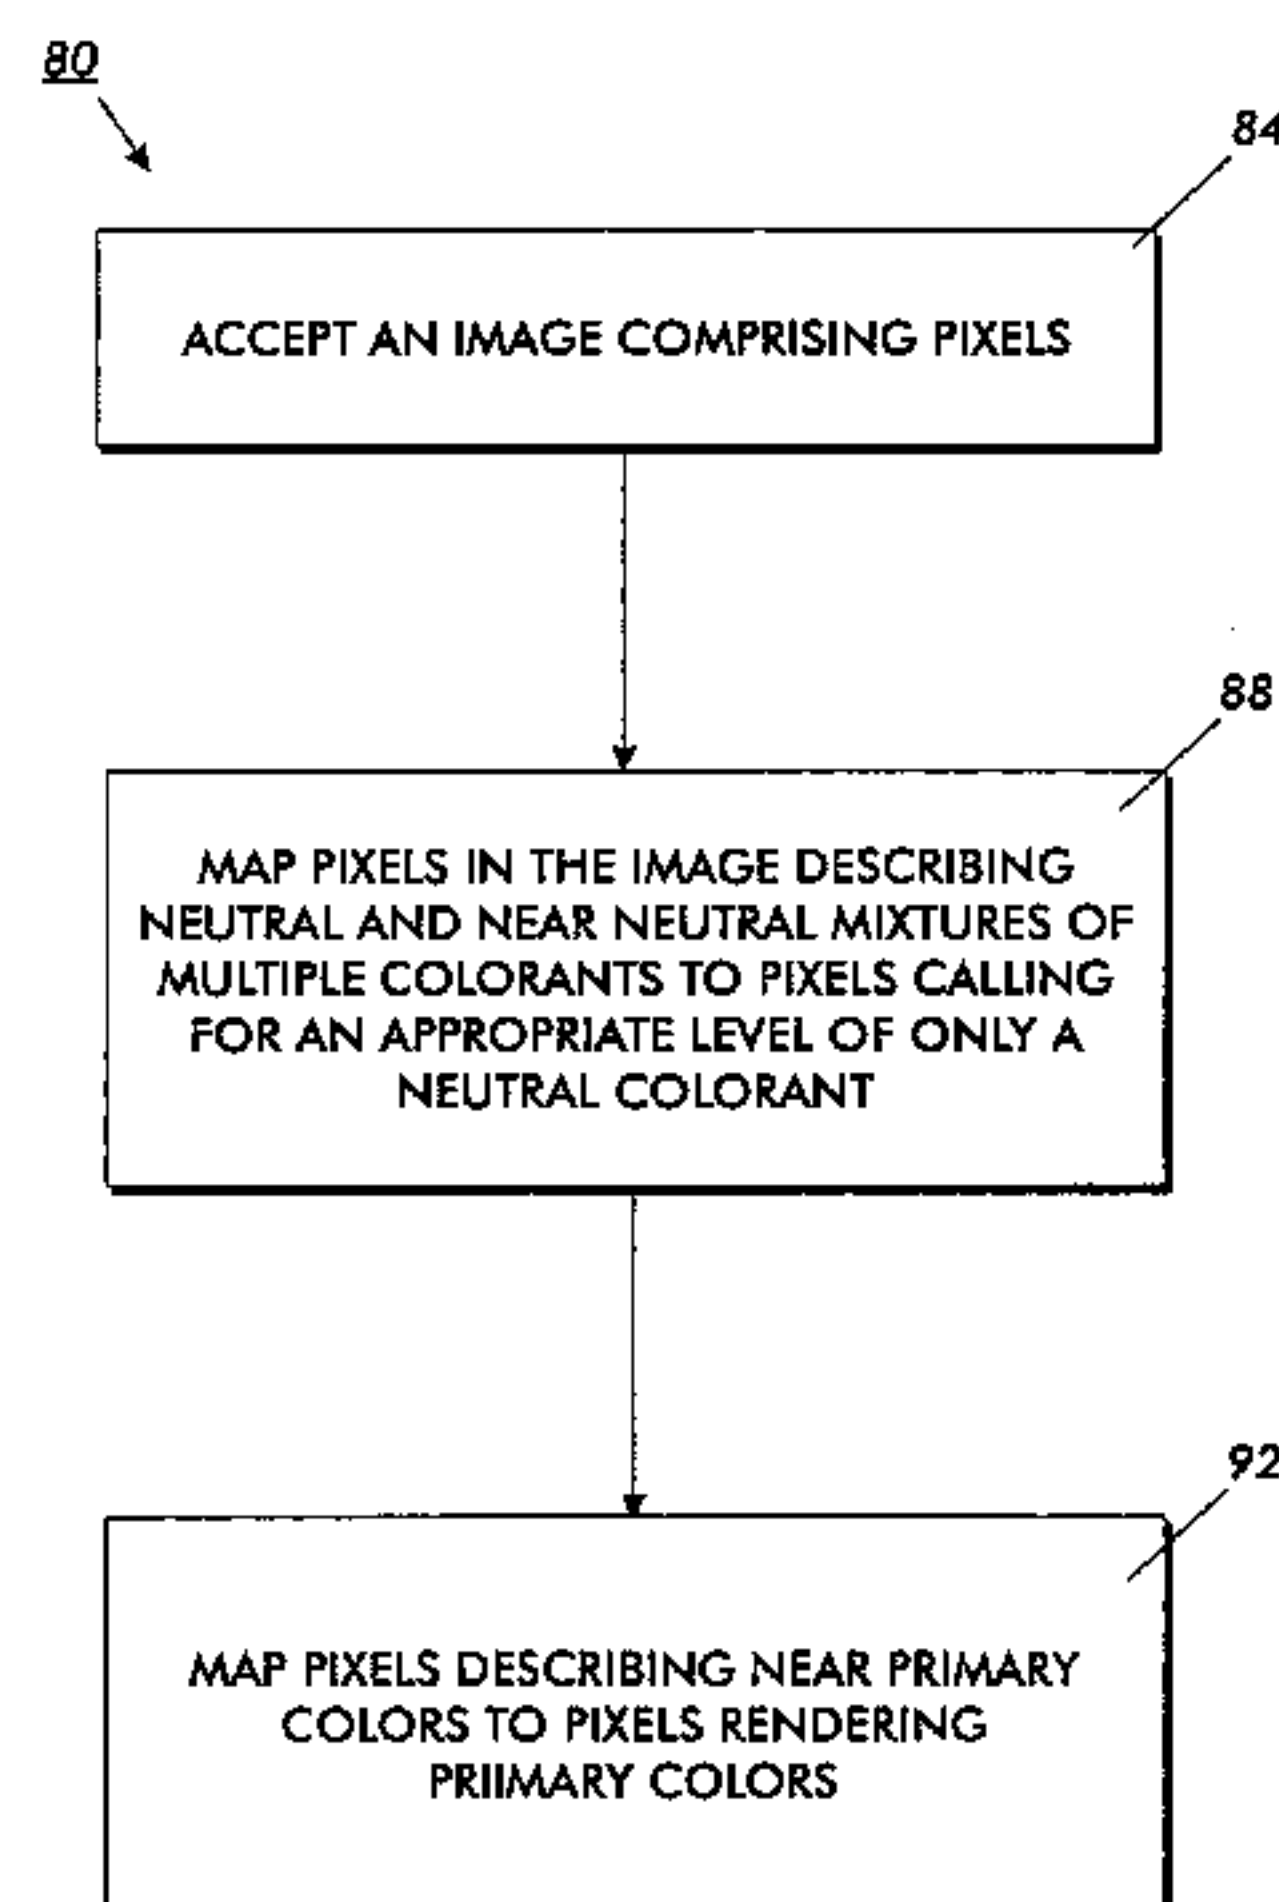 80
84
ACCEPT AN IMAGE COMPRISING PIXELS
88
MAP PIXELS IN THE IMAGE DESCRIBING
NEUTRAL AND NEAR NEUTRAL MIXTURES OF
MULTIPLE COLORANTS TO PIXELS CALLING
FOR AN APPROPRIATE LEVEL OF ONLY A
NEUTRAL COLORANT
92
MAP PIXELS DESCRIBING NEAR PRIMARY
COLORS TO PIXELS RENDERING
PRIIMARY COLORS